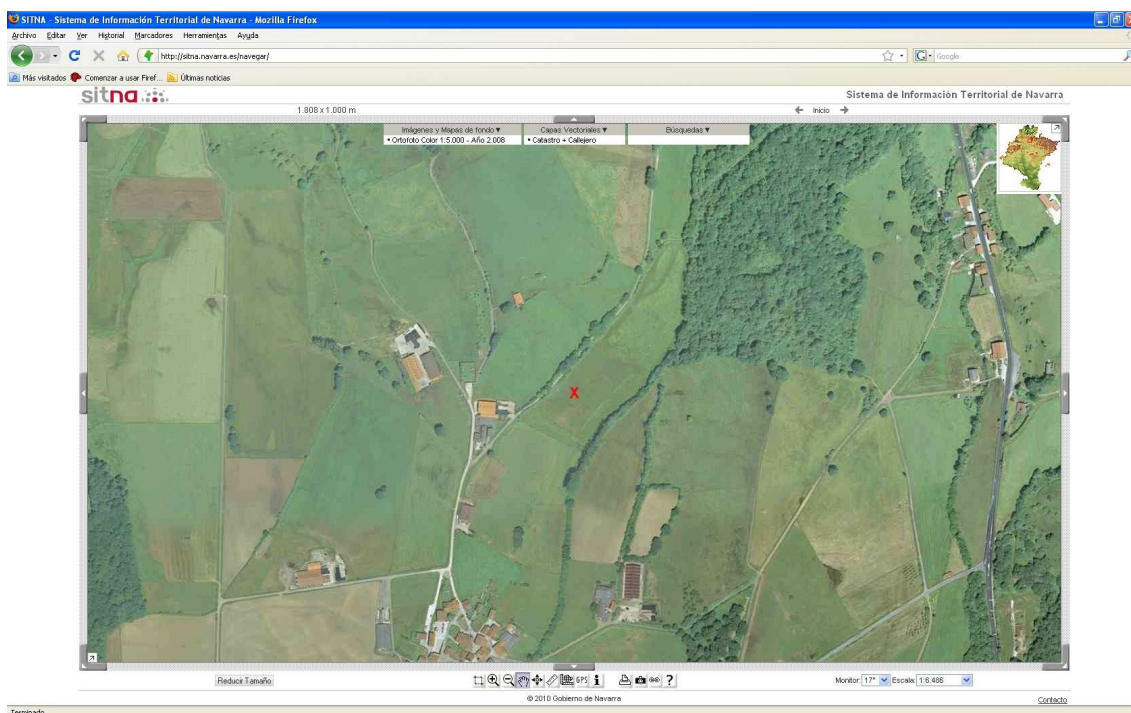 SITNA - Sistema de Información Territorial de Navarra - Mozilla Firefox
Archivo Editar Ver Historial Marcadores Herramientas Ayuda
http://sitna.navarra.es/navegar/
Google
Más visitados Comenzar a usar Firef... Últimas noticias
sitna
Sistema de Información Territorial de Navarra
1.808 x 1.000 m
Inicio
Imágenes y Mapas de fondo ▼ Capas Vectoriales ▼ Búsquedas ▼
• Ortofoto Color 1:5.000 - Año 2.008 • Catastro + Callejero
X
Reducir Tamaño
GPS
i
?
Monitor: 17" Escala: 1:6.486
© 2010 Gobierno de Navarra
Contacto
Terminado